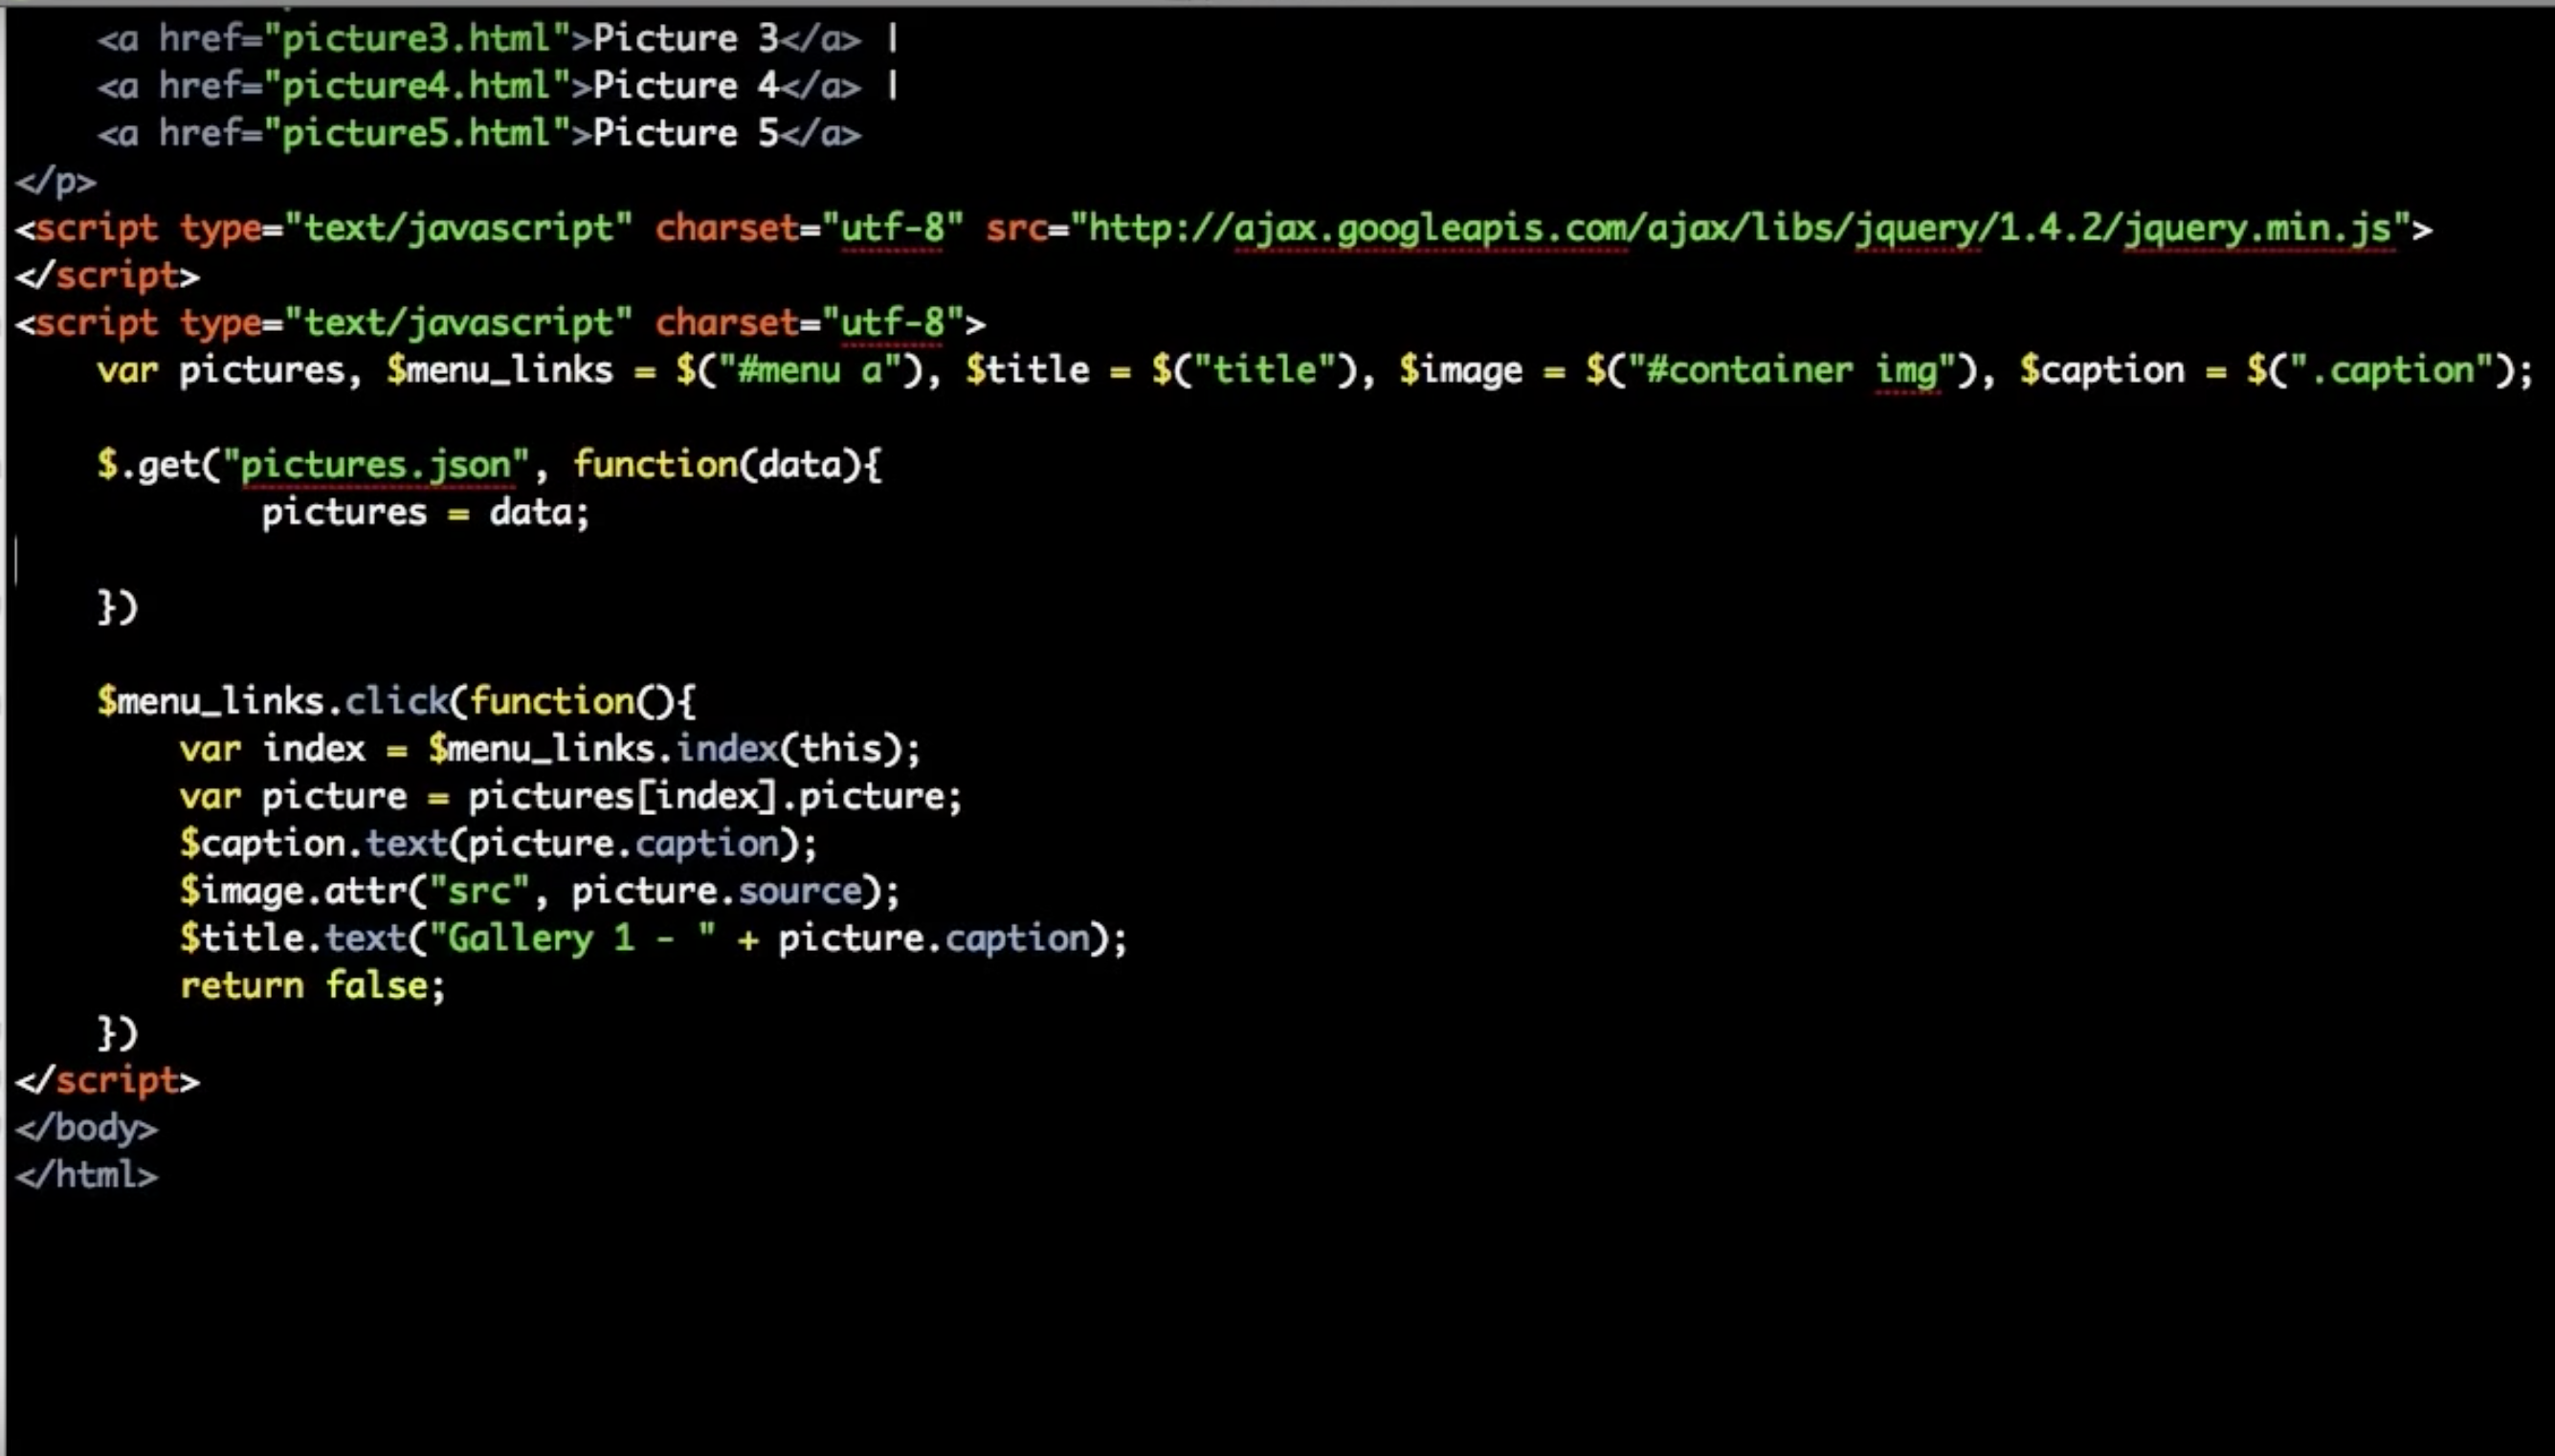 <a href="picture3.html">Picture 3</a> |
<a href="picture4.html">Picture 4</a> |
<a href="picture5.html">Picture 5</a>
</p>
<script type="text/javascript" charset="utf-8" src="http://ajax.googleapis.com/ajax/libs/jquery/1.4.2/jquery.min.js">
</script>
<script type="text/javascript" charset="utf-8">
var pictures, $menu_links = $("#menu a"), $title = $("title"), $image = $("#container img"), $caption = $(".caption");
$.get("pictures.json", function(data){
pictures = data;
})
$menu_links.click(function(){
var index = $menu_links.index(this);
var picture = pictures[index].picture;
$caption.text(picture.caption);
$image.attr("src", picture.source);
$title.text("Gallery 1 - " + picture.caption);
return false;
})
</script>
</body>
</html>